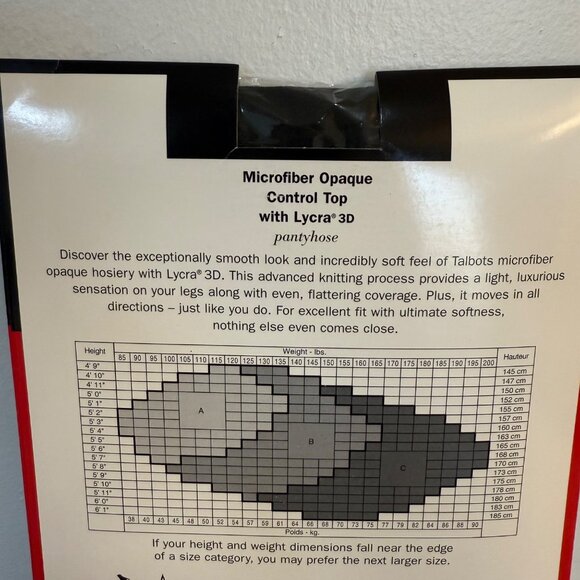 Microfiber Opaque
Control Top
with Lycra® 3D
pantyhose
Discover the exceptionally smooth look and incredibly soft feel of Talbots microfiber
opaque hosiery with Lycra® 3D. This advanced knitting process provides a light, luxurious
sensation on your legs along with even, flattering coverage. Plus, it moves in all
directions – just like you do. For excellent fit with ultimate softness,
nothing else even comes close.
Height Weight - lbs. Hauteur
85 90 95 100 105 110 115 120 125 130 135 140 145 150 155 160 165 170 175 180 185 190 195 200
4' 9" 145 cm
4' 10" 147 cm
4' 11" 150 cm
5' 0" 152 cm
5' 1" 155 cm
5' 2" 157 cm
5' 3" A 160 cm
5' 4" 163 cm
5' 5" B 165 cm
5' 6" 168 cm
5' 7" 170 cm
5' 8" C 173 cm
5' 9" 175 cm
5' 10" 178 cm
5' 11" 180 cm
6' 0" 183 cm
6' 1" 185 cm
38 40 43 45 47 50 52 54 57 59 61 64 66 68 70 72 75 77 79 82 84 86 88 90
Poids - kg.
If your height and weight dimensions fall near the edge
of a size category, you may prefer the next larger size.